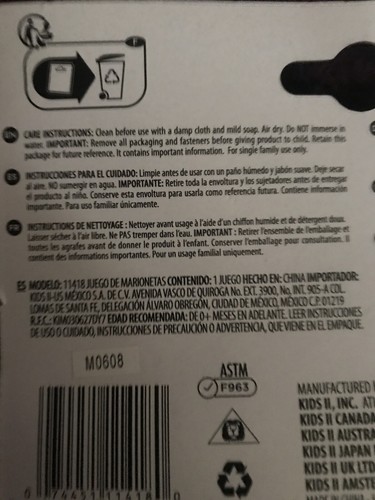 EN CARE INSTRUCTIONS: Clean before use with a damp cloth and mild soap. Air dry. Do NOT immerse in
water. IMPORTANT: Remove all packaging and fasteners before giving product to child. Retain this
package for future reference. It contains important information. For single family use only.
ES INSTRUCCIONES PARA EL CUIDADO: Limpie antes de usar con un paño húmedo y jabón suave. Deje secar
al aire. NO sumergir en agua. IMPORTANTE: Retire toda la envoltura y los sujetadores antes de entregar
el producto al niño. Conserve esta envoltura para usarla como referencia futura. Contiene información
importante. Para uso familiar únicamente.
FR INSTRUCTIONS DE NETTOYAGE : Nettoyer avant usage à l'aide d'un chiffon humide et de détergent doux.
Laisser sécher à l'air libre. Ne PAS tremper dans l'eau. IMPORTANT : Retirer l'ensemble de l'emballage et
toutes les agrafes avant de donner le produit à l'enfant. Conserver l'emballage pour consultation. Il
contient des informations importantes. Pour un usage familial uniquement.
ES MODELO: 11418 JUEGO DE MARIONETAS CONTENIDO: 1 JUEGO HECHO EN: CHINA IMPORTADOR:
KIDS II-US MÉXICO S.A. DE C.V. AVENIDA VASCO DE QUIROGA No. EXT. 3900, No. INT. 905-A COL.
LOMAS DE SANTA FE, DELEGACIÓN ÁLVARO OBREGÓN, CIUDAD DE MÉXICO, MÉXICO C.P. 01219
R.F.C.: KIM0306277DY7 EDAD RECOMENDADA: DE 0+ MESES EN ADELANTE. LEER INSTRUCCIONES
DE USO O CUIDADO, INSTRUCCIONES DE PRECAUCIÓN O ADVERTENCIA, QUE VIENE EN EL EMPAQUE.
M0608
ASTM
F963
MANUFACTURED
KIDS II, INC.
KIDS II CANADA
KIDS II AUSTRA
KIDS II JAPAN
KIDS II UK LTD
KIDS II AMSTE